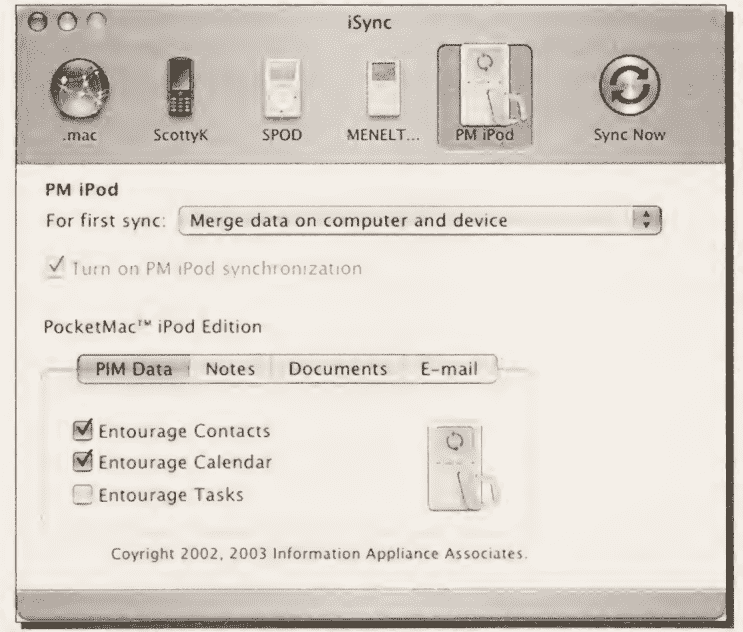 iSync
.mac ScottyK SPOD MENELT... PM iPod Sync Now
PM iPod
For first sync: Merge data on computer and device
Turn on PM iPod synchronization
PocketMac™ iPod Edition
PIM Data Notes Documents E-mail
Entourage Contacts
Entourage Calendar
Entourage Tasks
Coyright 2002, 2003 Information Appliance Associates.